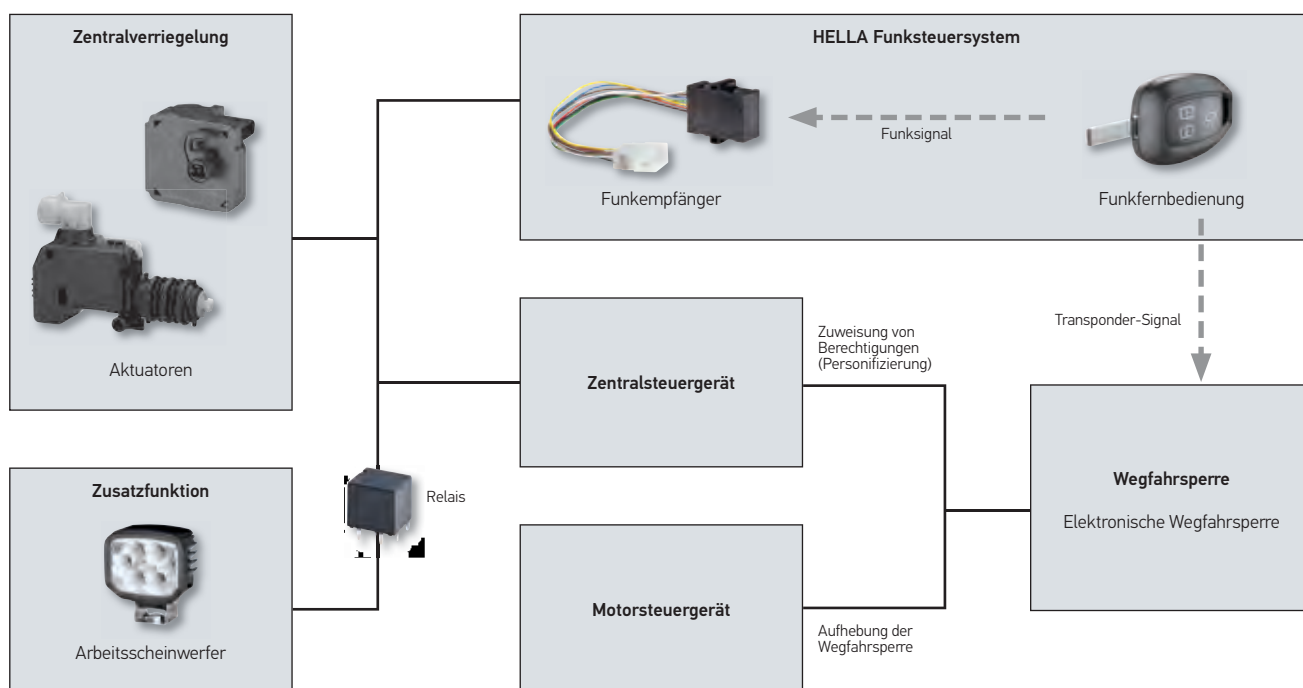 Zentralverriegelung
Aktuatoren
HELLA Funksteuersystem
Funksignal
Funkempfänger
Funkfernbedienung
Transponder-Signal
Zentralsteuergerät
Zuweisung von
Berechtigungen
(Personifizierung)
Wegfahrsperre
Elektronische Wegfahrsperre
Zusatzfunktion
Arbeitsscheinwerfer
Relais
Motorsteuergerät
Aufhebung der
Wegfahrsperre